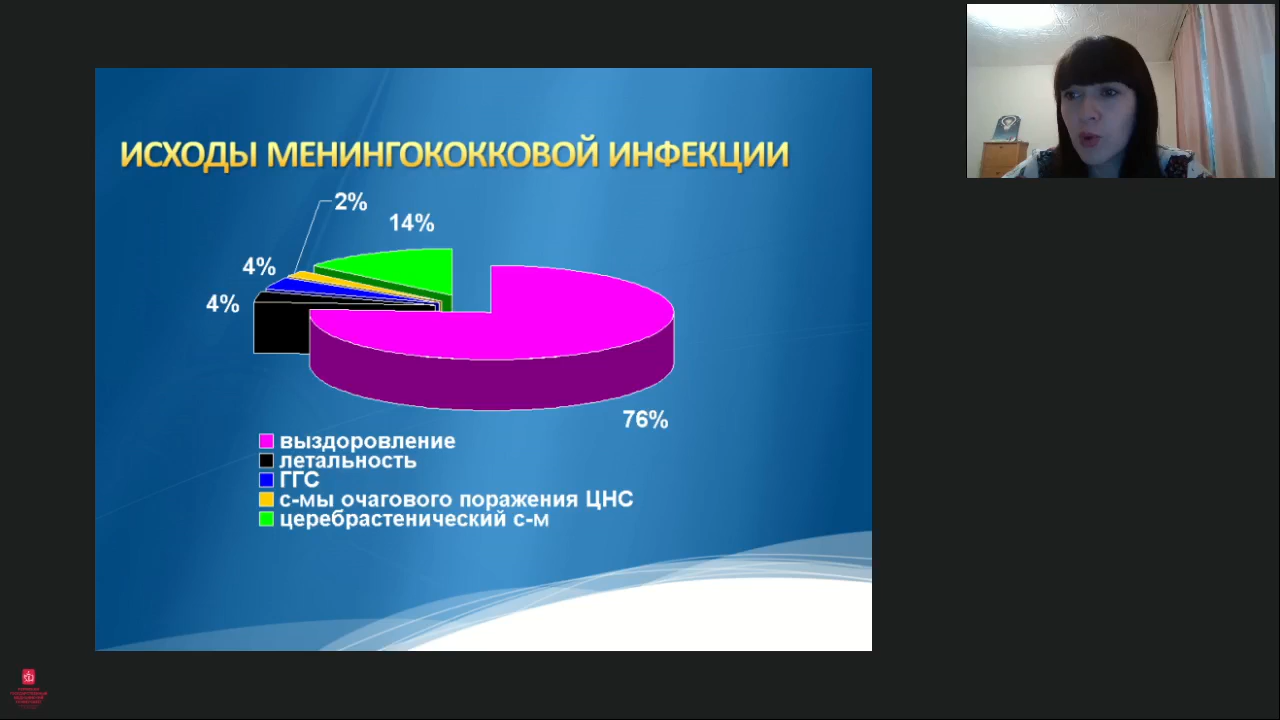 ИСХОДЫ МЕНИНГОКОККОВОЙ ИНФЕКЦИИ
2%
14%
4%
4%
76%
выздоровление
летальность
ГГС
с-мы очагового поражения ЦНС
церебрастенический с-м